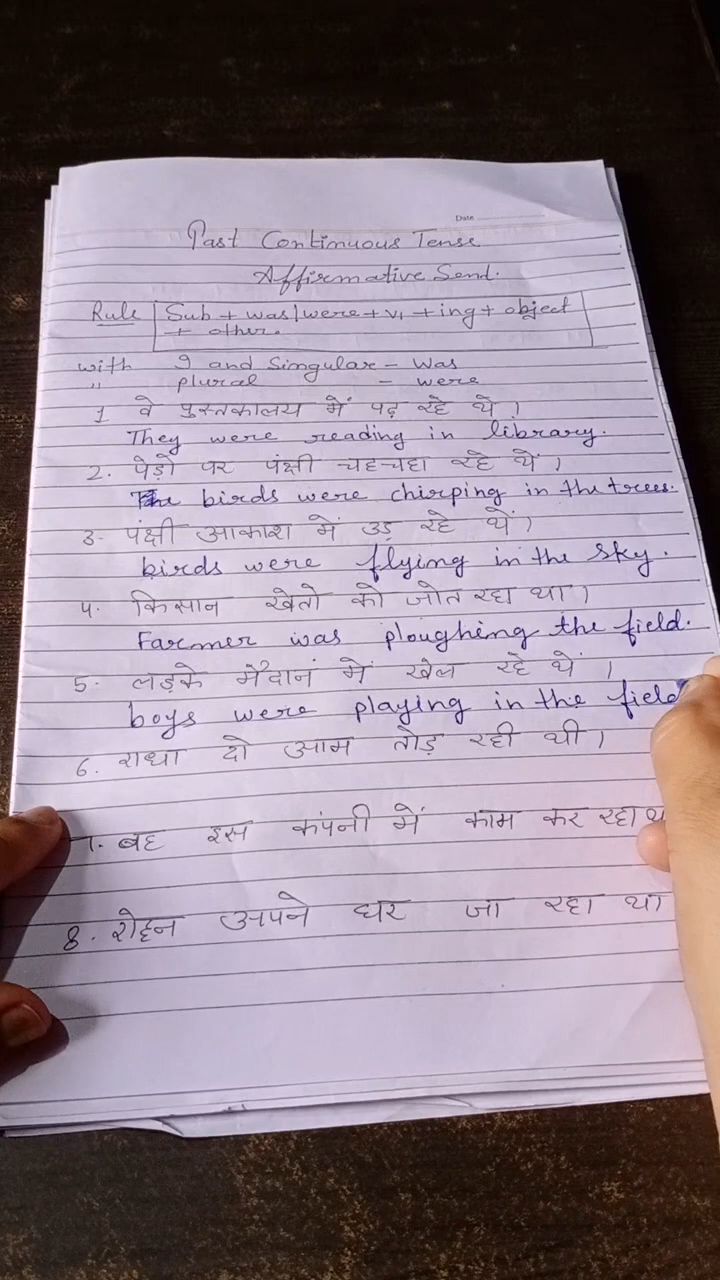 Date
Past Continuous Tense
Affirmative Send.
Rule Sub + was/were + V1 + ing + object
+ other.
with I and Singular - Was
" plural - were
1 वे पुस्तकालय में पढ़ रहे थे।
They were reading in library.
2. पेड़ो पर पंक्षी चहचहा रहे थें।
The birds were chirping in the trees.
3- पंक्षी आकाश में उड़ रहे थें।
birds were flying in the sky.
4. किसान खेतो को जोत रहा था।
Farmer was ploughing the field.
5- लड़के मैदान में खेल रहे थें।
boys were playing in the field
6. राधा दो आम तोड़ रही थी।
7. वह इस कंपनी में काम कर रहा
8. रोहन अपने घर जा रहा था